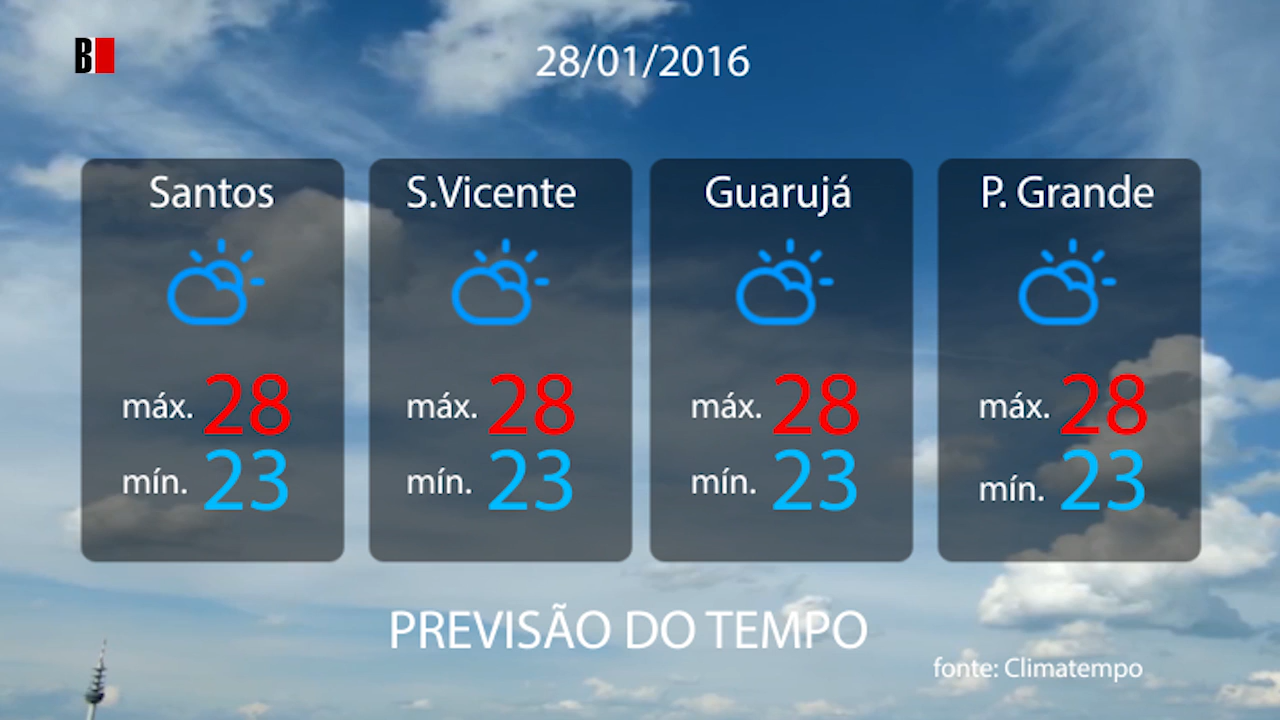 B
28/01/2016
Santos
máx. 28
mín. 23
S.Vicente
máx. 28
mín. 23
Guarujá
máx. 28
mín. 23
P. Grande
máx. 28
mín. 23
PREVISÃO DO TEMPO
fonte: Climatempo